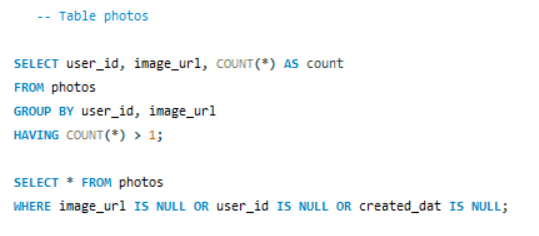 -- Table photos
SELECT user_id, image_url, COUNT(*) AS count
FROM photos
GROUP BY user_id, image_url
HAVING COUNT(*) > 1;
SELECT * FROM photos
WHERE image_url IS NULL OR user_id IS NULL OR created_dat IS NULL;